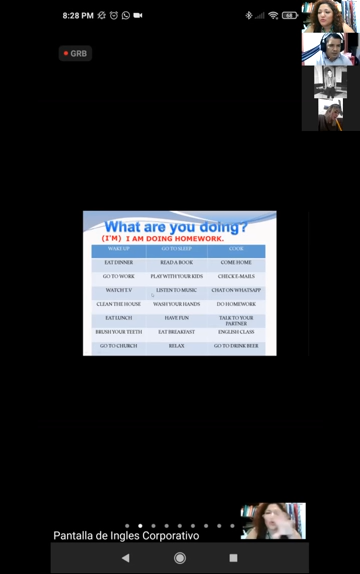 8:28 PM
68
GRB
What are you doing?
(I'M) I AM DOING HOMEWORK.
WAKE UP GO TO SLEEP COOK
EAT DINNER READ A BOOK COME HOME
GO TO WORK PLAY WITH YOUR KIDS CHECK E-MAILS
WATCH T.V LISTEN TO MUSIC CHAT ON WHATSAPP
CLEAN THE HOUSE WASH YOUR HANDS DO HOMEWORK
EAT LUNCH HAVE FUN TALK TO YOUR PARTNER
BRUSH YOUR TEETH EAT BREAKFAST ENGLISH CLASS
GO TO CHURCH RELAX GO TO DRINK BEER
Pantalla de Ingles Corporativo